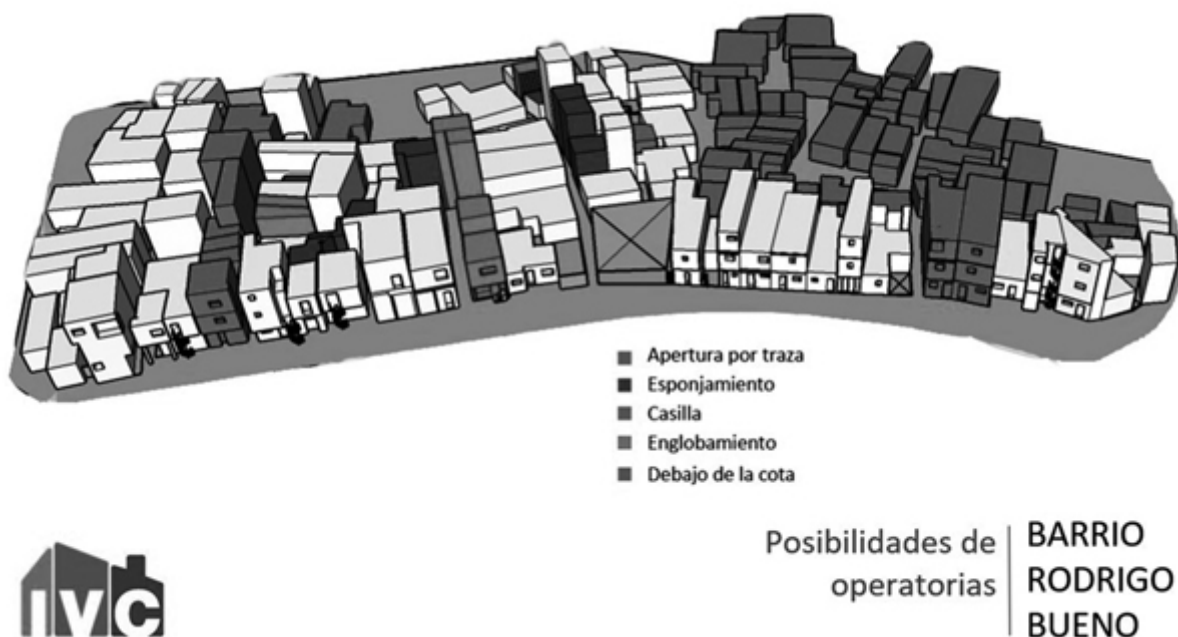 Apertura por traza
Esponjamiento
Casilla
Englobamiento
Debajo de la cota
Posibilidades de
operatorias
BARRIO
RODRIGO
BUENO
IVC